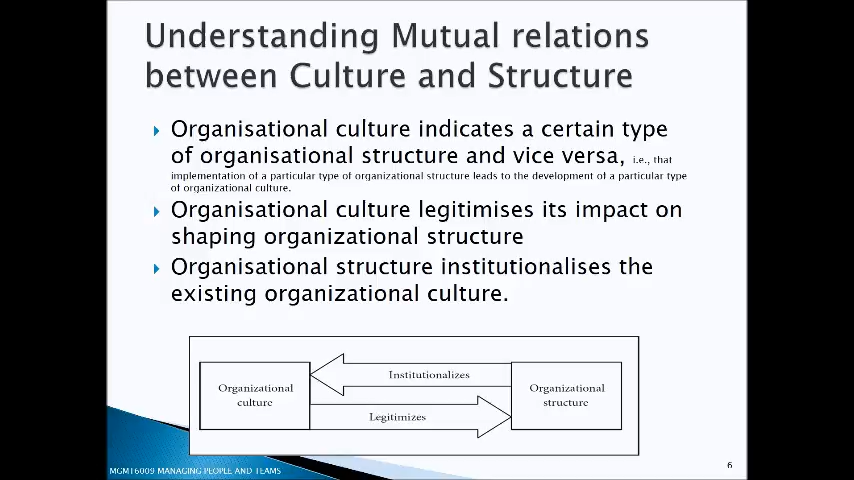 Understanding Mutual relations
between Culture and Structure
Organisational culture indicates a certain type
of organisational structure and vice versa, i.e., that
implementation of a particular type of organizational structure leads to the development of a particular type
of organizational culture.
Organisational culture legitimises its impact on
shaping organizational structure
Organisational structure institutionalises the
existing organizational culture.
Organizational
culture
Institutionalizes
Legitimizes
Organizational
structure
MGMT6009 MANAGING PEOPLE AND TEAMS
6